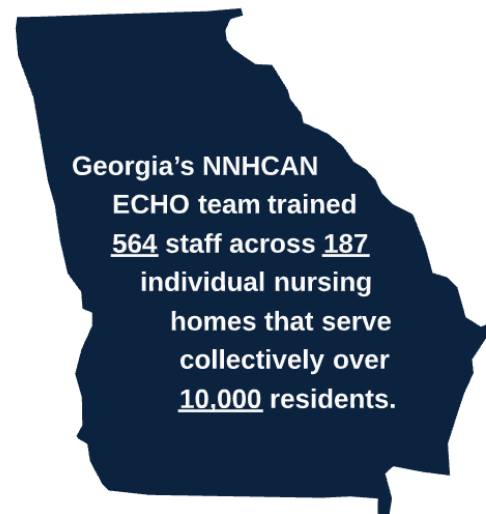 Georgia’s NNHCAN
ECHO team trained
564 staff across 187
individual nursing
homes that serve
collectively over
10,000 residents.